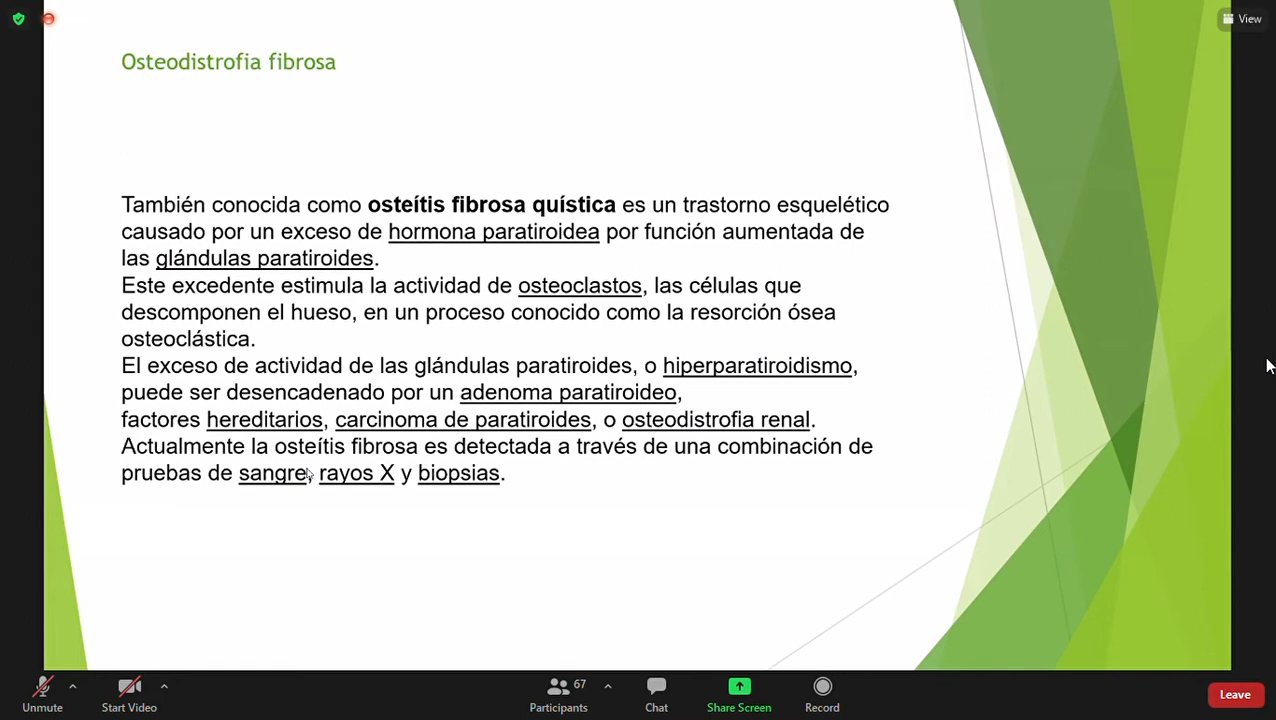 View
Osteodistrofia fibrosa
También conocida como osteítis fibrosa quística es un trastorno esquelético
causado por un exceso de hormona paratiroidea por función aumentada de
las glándulas paratiroides.
Este excedente estimula la actividad de osteoclastos, las células que
descomponen el hueso, en un proceso conocido como la resorción ósea
osteoclástica.
El exceso de actividad de las glándulas paratiroides, o hiperparatiroidismo,
puede ser desencadenado por un adenoma paratiroideo,
factores hereditarios, carcinoma de paratiroides, o osteodistrofia renal.
Actualmente la osteítis fibrosa es detectada a través de una combinación de
pruebas de sangre, rayos X y biopsias.
67
Unmute
Start Video
Participants
Chat
Share Screen
Record
Leave